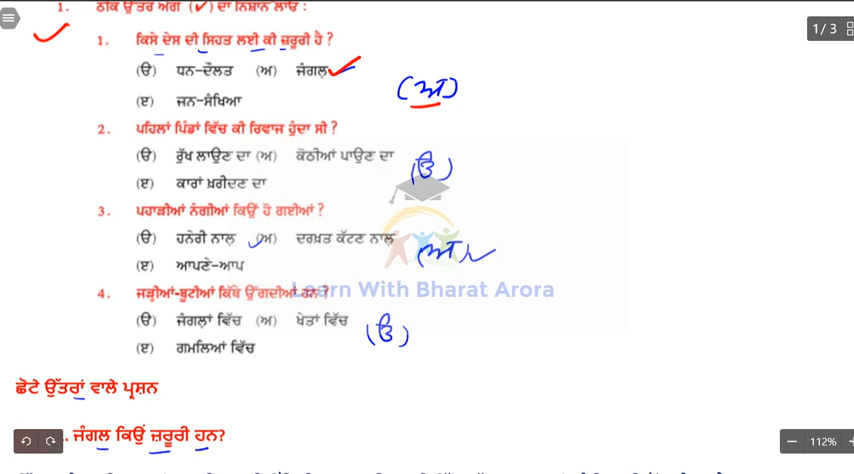 1. ਠੀਕ ਉੱਤਰ ਅੱਗੇ (✓) ਦਾ ਨਿਸ਼ਾਨ ਲਾਓ :
1 / 3
1. ਕਿਸੇ ਦੇਸ ਦੀ ਸਿਹਤ ਲਈ ਕੀ ਜ਼ਰੂਰੀ ਹੈ ?
(ੳ) ਧਨ-ਦੌਲਤ (ਅ) ਜੰਗਲ਼ ✓
(ਅ)
(ੲ) ਜਨ-ਸੰਖਿਆ
2. ਪਹਿਲਾਂ ਪਿੰਡਾਂ ਵਿੱਚ ਕੀ ਰਿਵਾਜ ਹੁੰਦਾ ਸੀ ?
(ੳ) ਰੁੱਖ ਲਾਉਣ ਦਾ (ਅ) ਕੋਠੀਆਂ ਪਾਉਣ ਦਾ
(ੳ)
(ੲ) ਕਾਰਾਂ ਖ਼ਰੀਦਣ ਦਾ
3. ਪਹਾੜੀਆਂ ਨੰਗੀਆਂ ਕਿਉਂ ਹੋ ਗਈਆਂ ?
(ੳ) ਹਨੇਰੀ ਨਾਲ਼ (ਅ) ਦਰਖ਼ਤ ਕੱਟਣ ਨਾਲ਼
(ਅ)
(ੲ) ਆਪਣੇ-ਆਪ
4. ਜੜ੍ਹੀਆਂ-ਬੂਟੀਆਂ ਕਿੱਥੇ ਉੱਗਦੀਆਂ ਹਨ ?
Learn With Bharat Arora
(ੳ) ਜੰਗਲਾਂ ਵਿੱਚ (ਅ) ਖੇਤਾਂ ਵਿੱਚ
(ੳ)
(ੲ) ਗਮਲਿਆਂ ਵਿੱਚ
ਛੋਟੇ ਉੱਤਰਾਂ ਵਾਲੇ ਪ੍ਰਸ਼ਨ
. ਜੰਗਲ ਕਿਉਂ ਜ਼ਰੂਰੀ ਹਨ?
112%